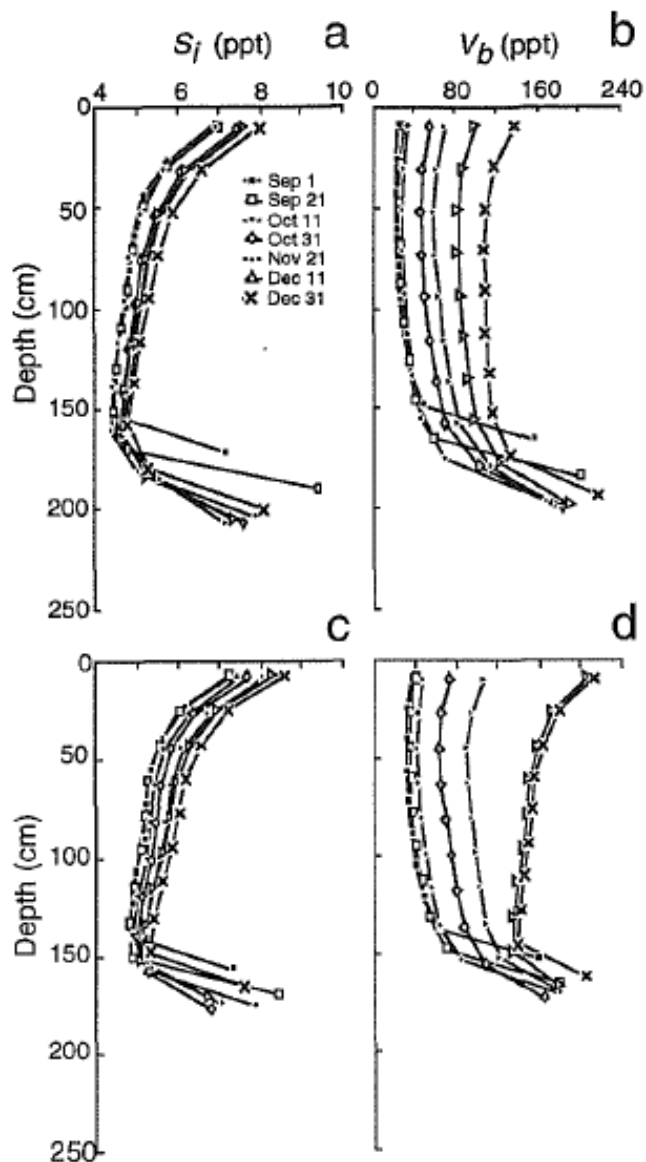 Si (ppt) a
4 6 8 10
0
50
100
150
200
250
Depth (cm)
Sep 1
Sep 21
Oct 11
Oct 31
Nov 21
Dec 11
Dec 31
Vb (ppt) b
0 80 160 240
c
0
50
100
150
200
250
Depth (cm)
d